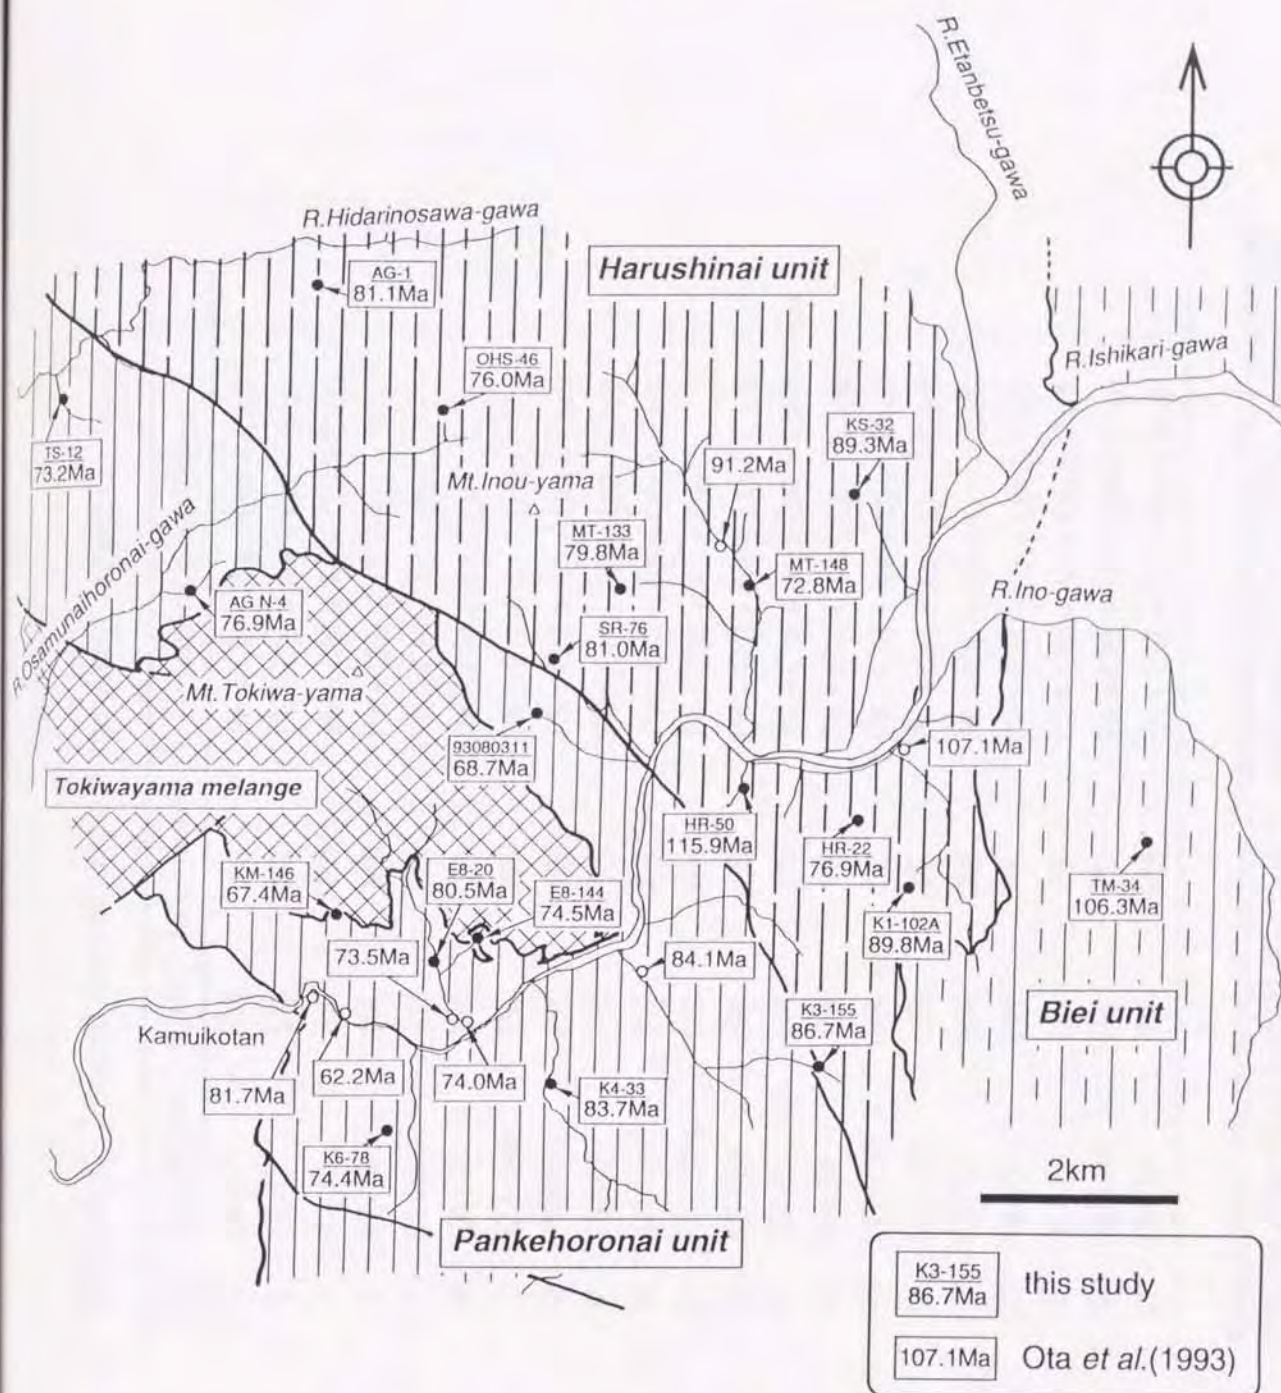 R.Etanbetsu-gawa
R.Hidarinosawa-gawa
Harushinai unit
AG-1
81.1Ma
R.Ishikari-gawa
OHS-46
76.0Ma
KS-32
89.3Ma
TS-12
73.2Ma
91.2Ma
Mt.Inou-yama
MT-133
79.8Ma
MT-148
72.8Ma
R.Osamunaihoronai-gawa
AG N-4
76.9Ma
R.Ino-gawa
SR-76
81.0Ma
Mt.Tokiwa-yama
93080311
68.7Ma
107.1Ma
Tokiwayama melange
HR-50
115.9Ma
HR-22
76.9Ma
KM-146
67.4Ma
E8-20
80.5Ma
E8-144
74.5Ma
TM-34
106.3Ma
K1-102A
89.8Ma
73.5Ma
84.1Ma
K3-155
86.7Ma
Biei unit
Kamuikotan
81.7Ma
62.2Ma
74.0Ma
K4-33
83.7Ma
K6-78
74.4Ma
2km
Pankehoronai unit
K3-155
86.7Ma
this study
107.1Ma
Ota et al.(1993)